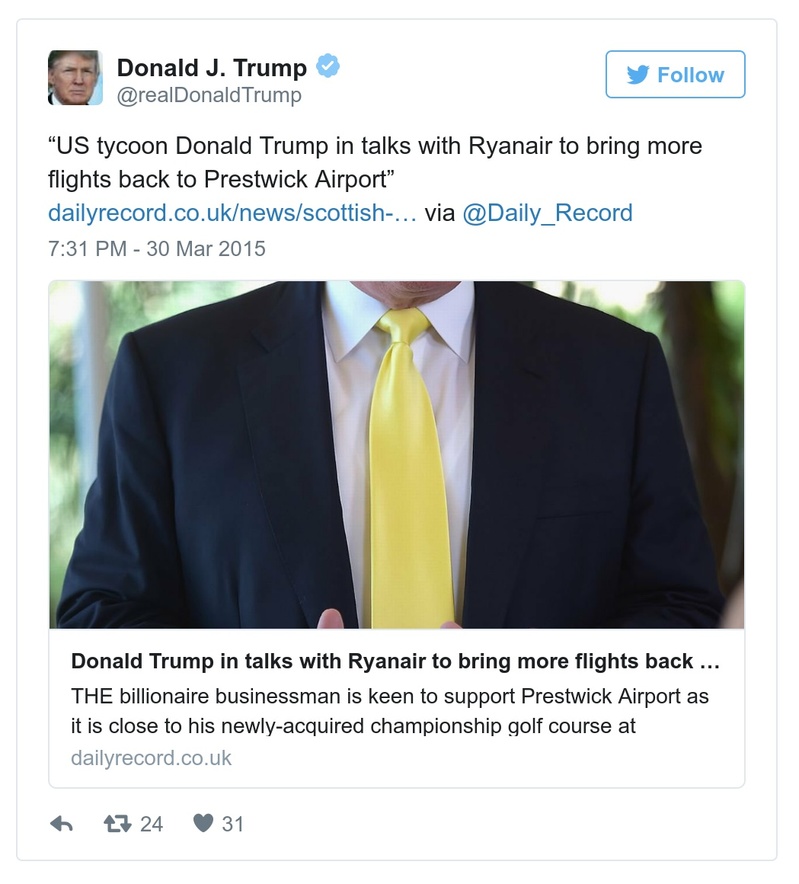 Donald J. Trump
@realDonaldTrump
Follow
“US tycoon Donald Trump in talks with Ryanair to bring more
flights back to Prestwick Airport”
dailyrecord.co.uk/news/scottish-… via @Daily_Record
7:31 PM - 30 Mar 2015
Donald Trump in talks with Ryanair to bring more flights back …
THE billionaire businessman is keen to support Prestwick Airport as
it is close to his newly-acquired championship golf course at
dailyrecord.co.uk
24
31